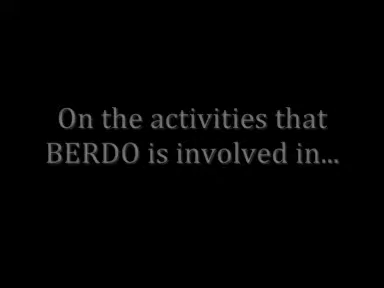 On the activities that
BERDO is involved in...